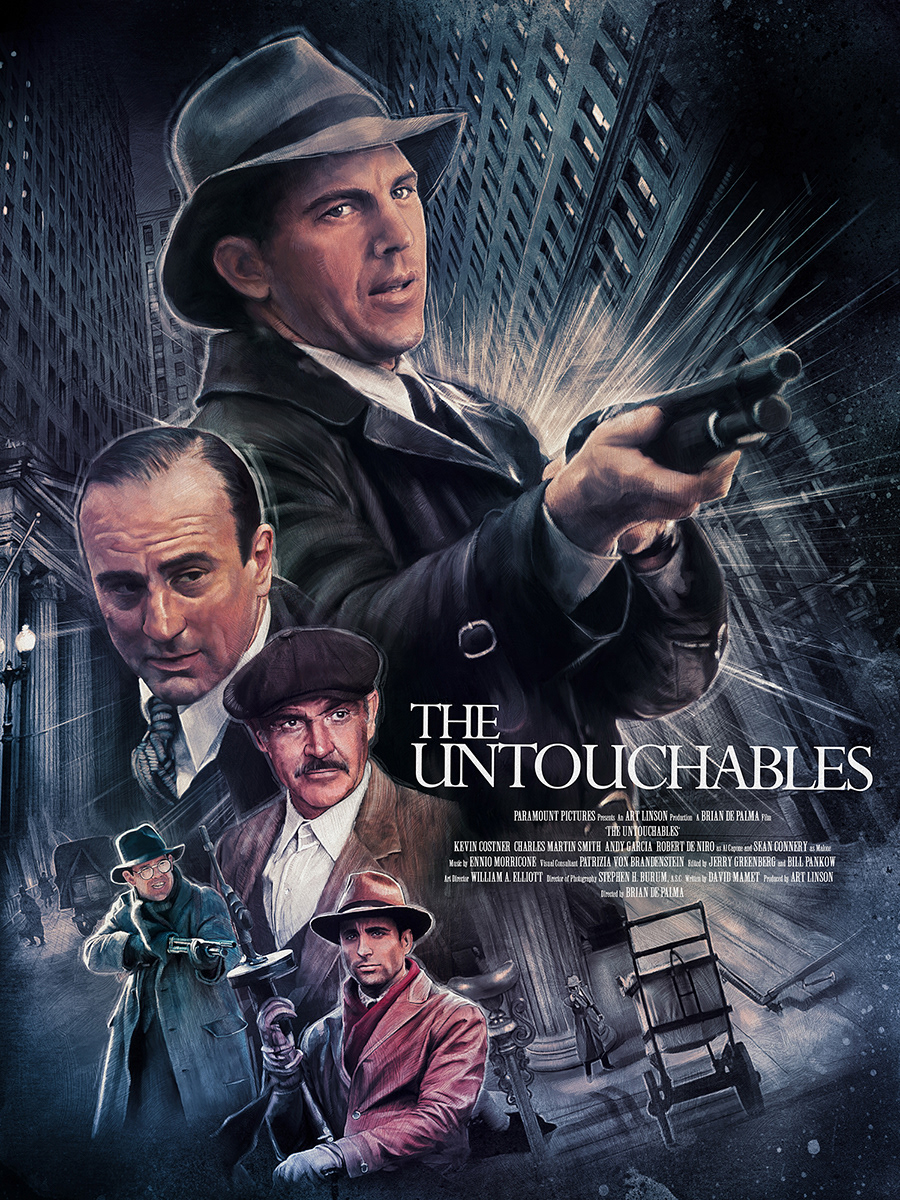 THE
UNTOUCHABLES
PARAMOUNT PICTURES Presents An ART LINSON Production A BRIAN DE PALMA Film
'THE UNTOUCHABLES'
KEVIN COSTNER CHARLES MARTIN SMITH ANDY GARCIA ROBERT DE NIRO as Al Capone and SEAN CONNERY as Malone
Music by ENNIO MORRICONE Visual Consultant PATRIZIA VON BRANDENSTEIN Edited by JERRY GREENBERG and BILL PANKOW
Art Director WILLIAM A. ELLIOTT Director of Photography STEPHEN H. BURUM, A.S.C. Written by DAVID MAMET Produced by ART LINSON
Directed by BRIAN DE PALMA